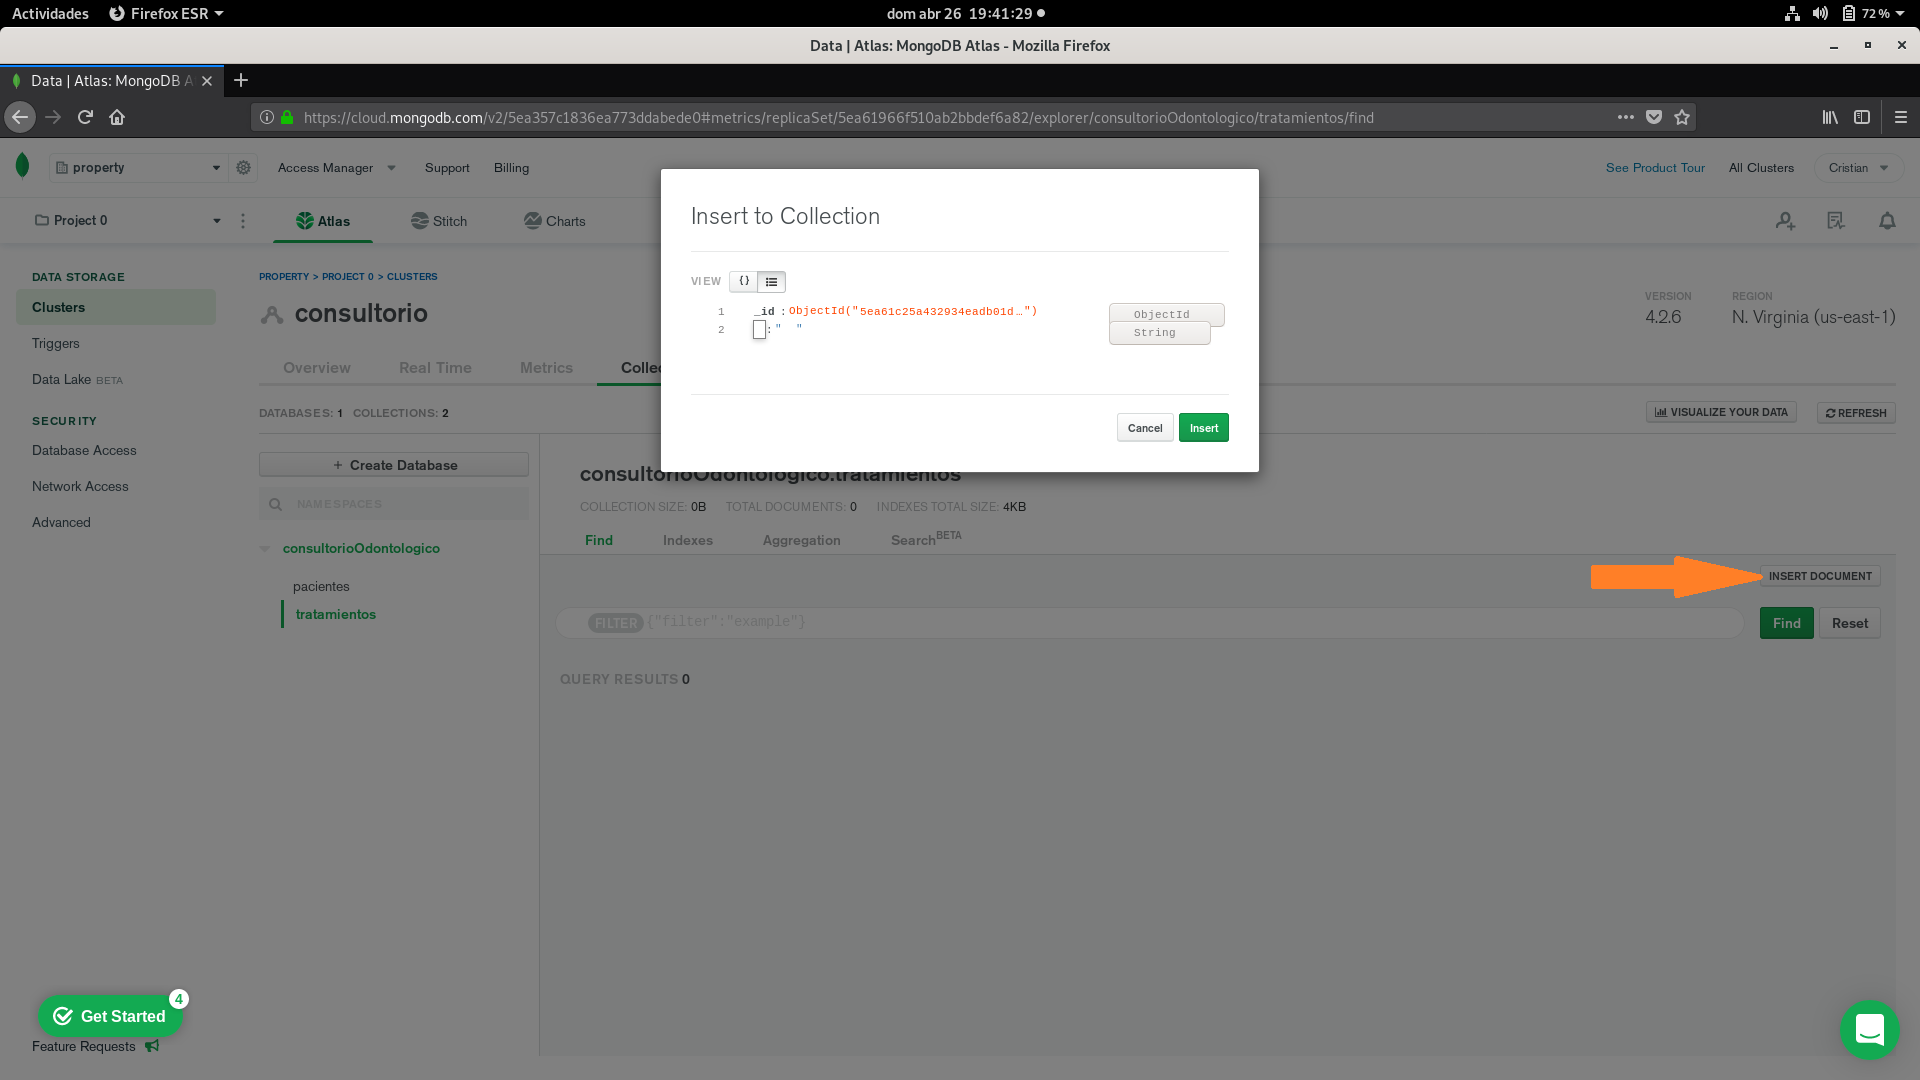 Actividades
Firefox ESR
dom abr 26 19:41:29
72 %
Data | Atlas: MongoDB Atlas - Mozilla Firefox
Data | Atlas: MongoDB A
https://cloud.mongodb.com/v2/5ea357c1836ea773ddabede0#metrics/replicaSet/5ea61966f510ab2bbdef6a82/explorer/consultorioOdontologico/tratamientos/find
property
Access Manager
Support
Billing
See Product Tour
All Clusters
Cristian
Project 0
Atlas
Stitch
Charts
DATA STORAGE
Clusters
Triggers
Data Lake BETA
SECURITY
Database Access
Network Access
Advanced
PROPERTY > PROJECT 0 > CLUSTERS
consultorio
VERSION
4.2.6
REGION
N. Virginia (us-east-1)
Overview
Real Time
Metrics
Collec
DATABASES: 1 COLLECTIONS: 2
VISUALIZE YOUR DATA
REFRESH
+ Create Database
NAMESPACES
consultorioOdontologico
pacientes
tratamientos
Insert to Collection
VIEW {}
1 _id : ObjectId("5ea61c25a432934eadb01d…") ObjectId
2 : " " String
Cancel
Insert
consultorioOdontologico.tratamientos
COLLECTION SIZE: 0B TOTAL DOCUMENTS: 0 INDEXES TOTAL SIZE: 4KB
Find
Indexes
Aggregation
Search BETA
INSERT DOCUMENT
FILTER {"filter":"example"}
Find
Reset
QUERY RESULTS 0
Get Started
4
Feature Requests